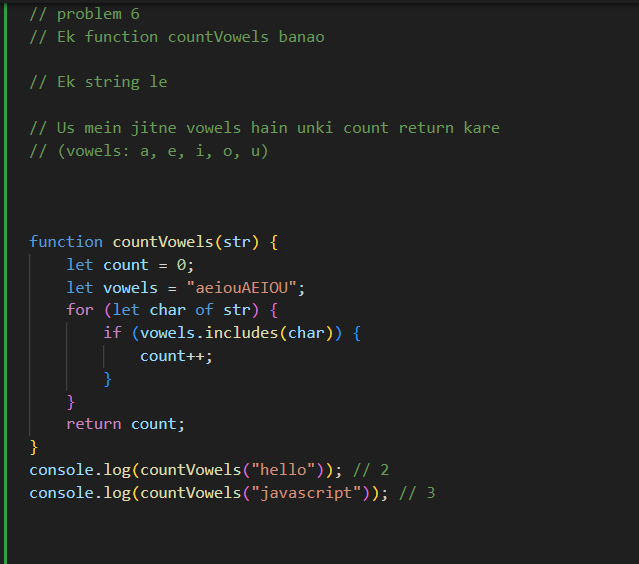 // problem 6
// Ek function countVowels banao
// Ek string le
// Us mein jitne vowels hain unki count return kare
// (vowels: a, e, i, o, u)
function countVowels(str) {
    let count = 0;
    let vowels = "aeiouAEIOU";
    for (let char of str) {
        if (vowels.includes(char)) {
            count++;
        }
    }
    return count;
}
console.log(countVowels("hello")); // 2
console.log(countVowels("javascript")); // 3